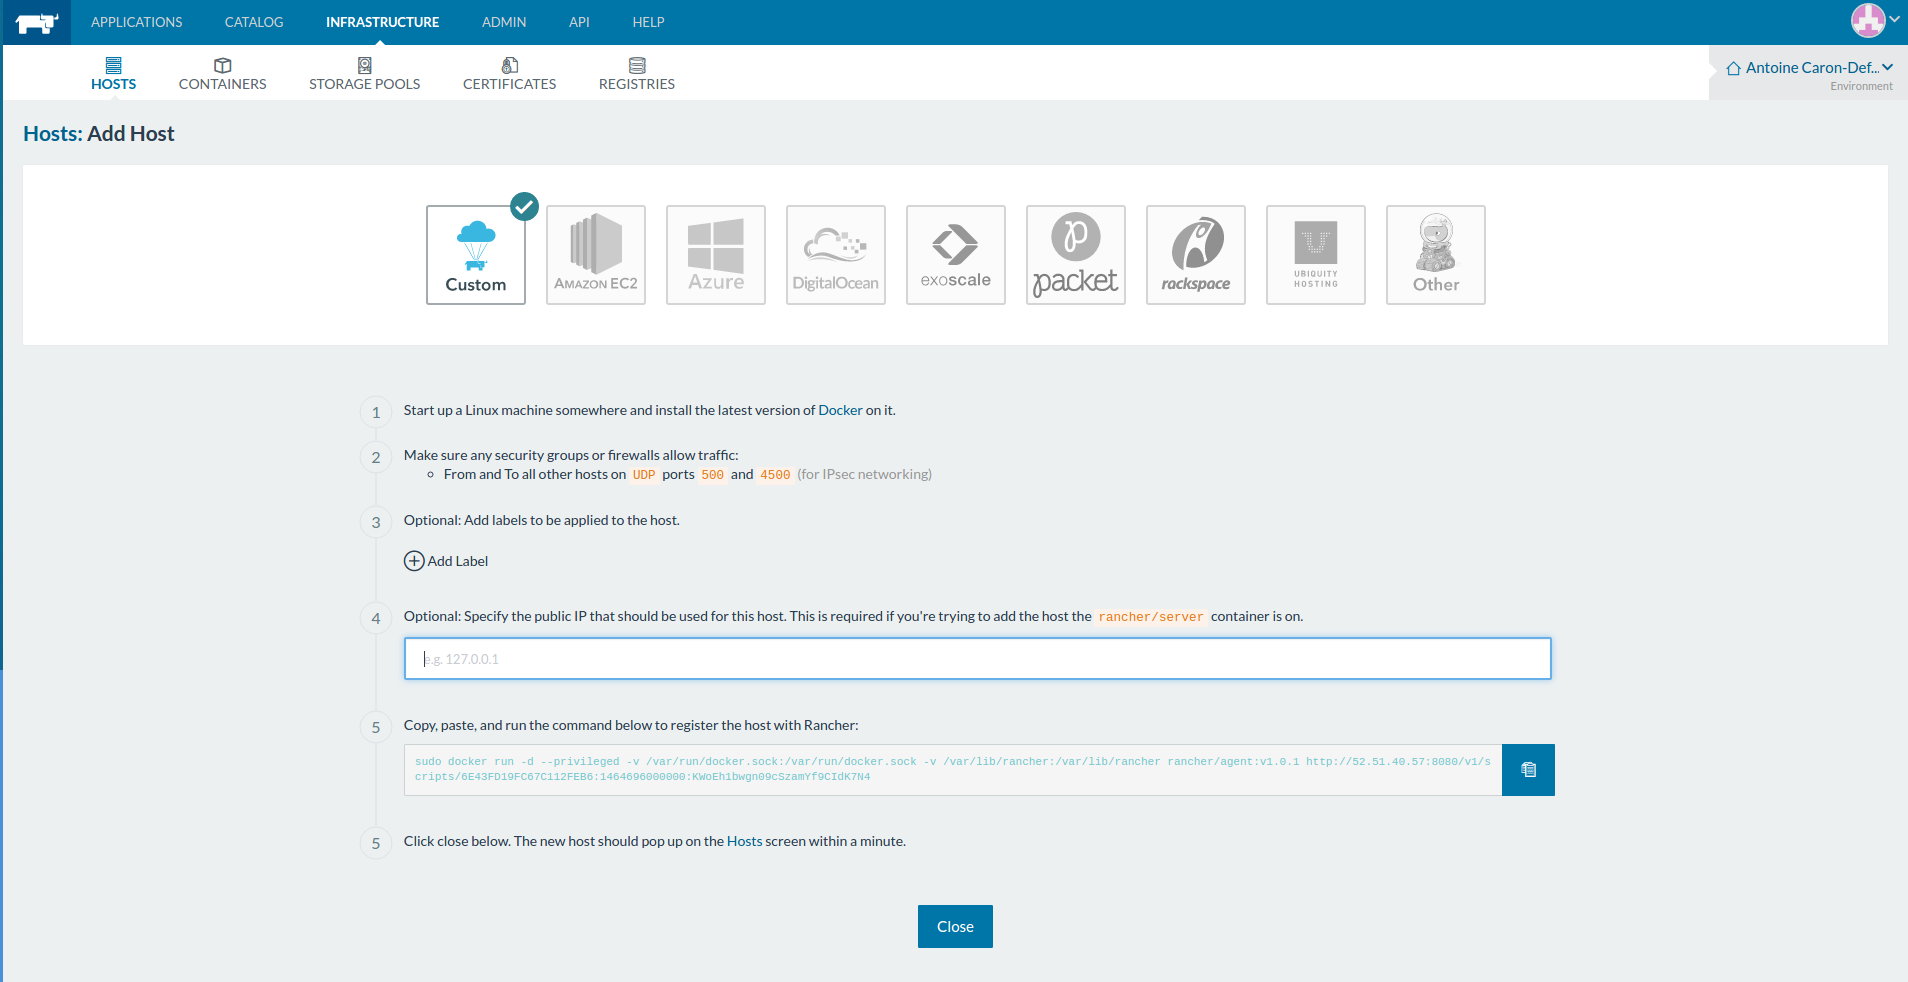 APPLICATIONS CATALOG INFRASTRUCTURE ADMIN API HELP
HOSTS CONTAINERS STORAGE POOLS CERTIFICATES REGISTRIES
Antoine Caron-Def...
Environment
Hosts: Add Host
Custom
AMAZON EC2
Azure
DigitalOcean
exoscale
packet
rackspace
UBIQUITY
HOSTING
Other
1 Start up a Linux machine somewhere and install the latest version of Docker on it.
2 Make sure any security groups or firewalls allow traffic:
From and To all other hosts on UDP ports 500 and 4500 (for IPsec networking)
3 Optional: Add labels to be applied to the host.
Add Label
4 Optional: Specify the public IP that should be used for this host. This is required if you're trying to add the host the rancher/server container is on.
e.g. 127.0.0.1
5 Copy, paste, and run the command below to register the host with Rancher:
sudo docker run -d --privileged -v /var/run/docker.sock:/var/run/docker.sock -v /var/lib/rancher:/var/lib/rancher rancher/agent:v1.0.1 http://52.51.40.57:8080/v1/s
cripts/6E43FD19FC67C112FEB6:1464696000000:KWoEh1bwgn09cSzamYf9CIdK7N4
5 Click close below. The new host should pop up on the Hosts screen within a minute.
Close